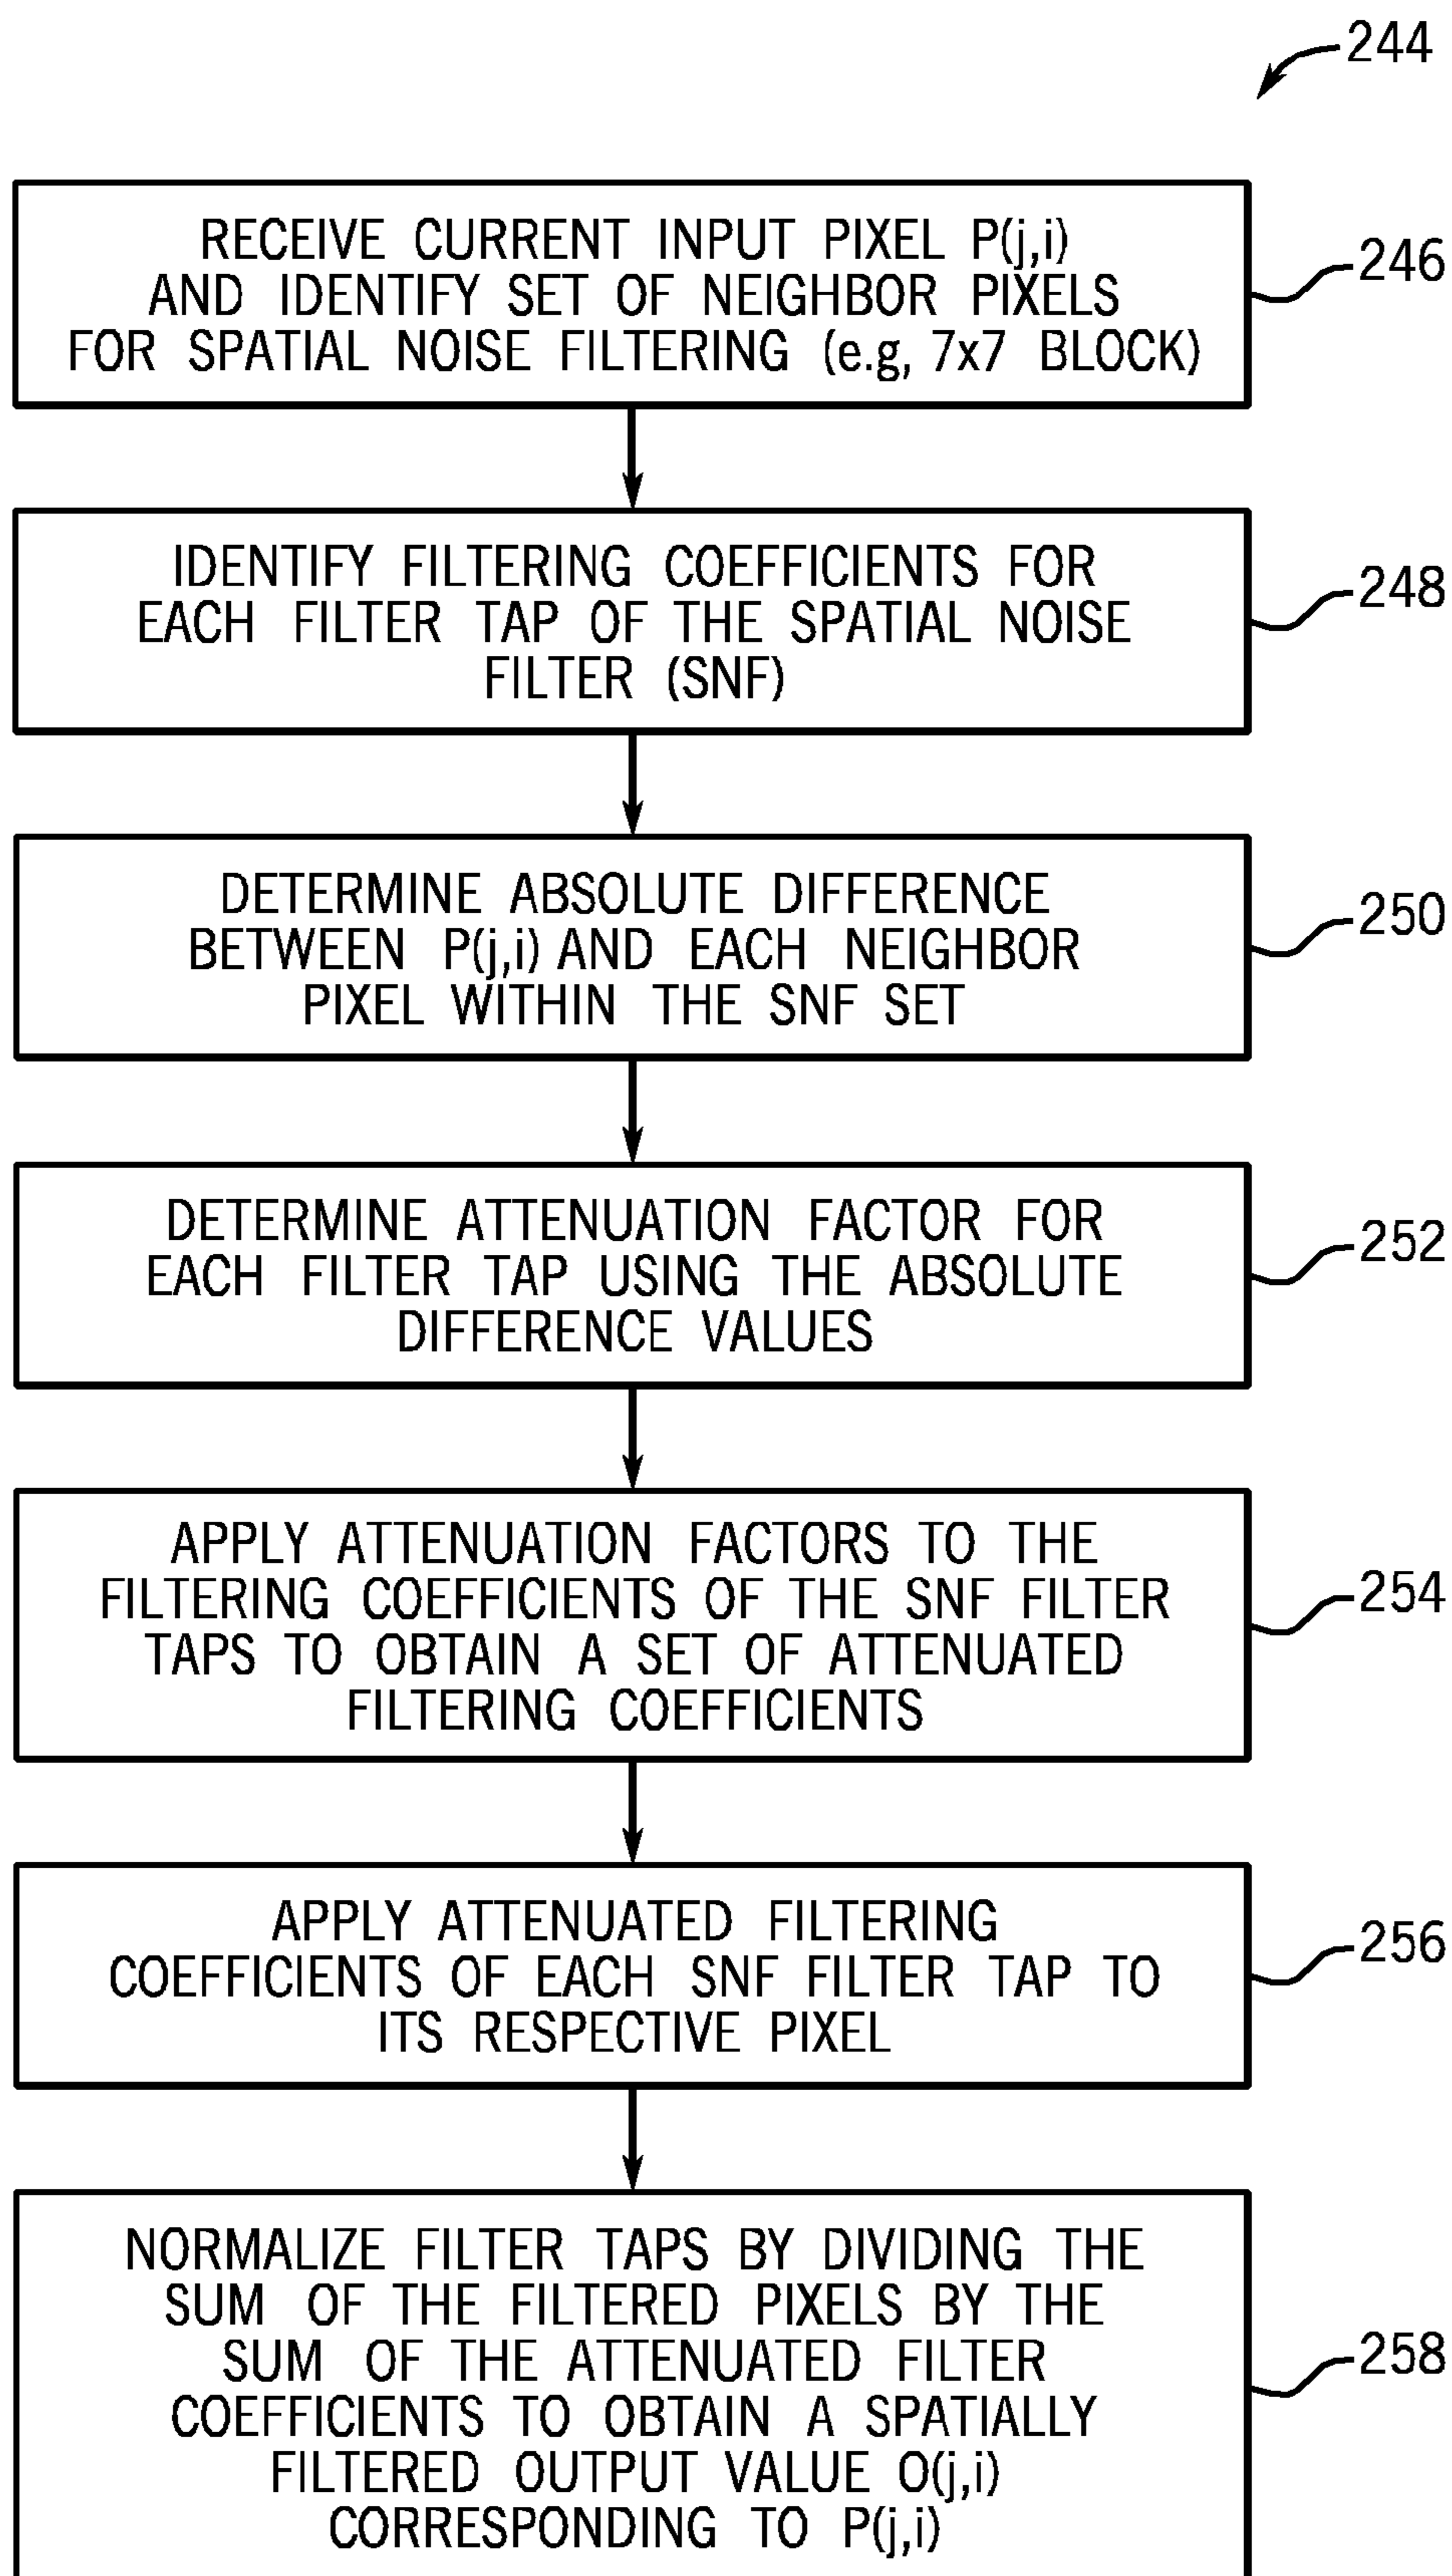 244
RECEIVE CURRENT INPUT PIXEL P(j,i)
AND IDENTIFY SET OF NEIGHBOR PIXELS
FOR SPATIAL NOISE FILTERING (e.g, 7x7 BLOCK)
246
IDENTIFY FILTERING COEFFICIENTS FOR
EACH FILTER TAP OF THE SPATIAL NOISE
FILTER (SNF)
248
DETERMINE ABSOLUTE DIFFERENCE
BETWEEN P(j,i) AND EACH NEIGHBOR
PIXEL WITHIN THE SNF SET
250
DETERMINE ATTENUATION FACTOR FOR
EACH FILTER TAP USING THE ABSOLUTE
DIFFERENCE VALUES
252
APPLY ATTENUATION FACTORS TO THE
FILTERING COEFFICIENTS OF THE SNF FILTER
TAPS TO OBTAIN A SET OF ATTENUATED
FILTERING COEFFICIENTS
254
APPLY ATTENUATED FILTERING
COEFFICIENTS OF EACH SNF FILTER TAP TO
ITS RESPECTIVE PIXEL
256
NORMALIZE FILTER TAPS BY DIVIDING THE
SUM OF THE FILTERED PIXELS BY THE
SUM OF THE ATTENUATED FILTER
COEFFICIENTS TO OBTAIN A SPATIALLY
FILTERED OUTPUT VALUE O(j,i)
CORRESPONDING TO P(j,i)
258